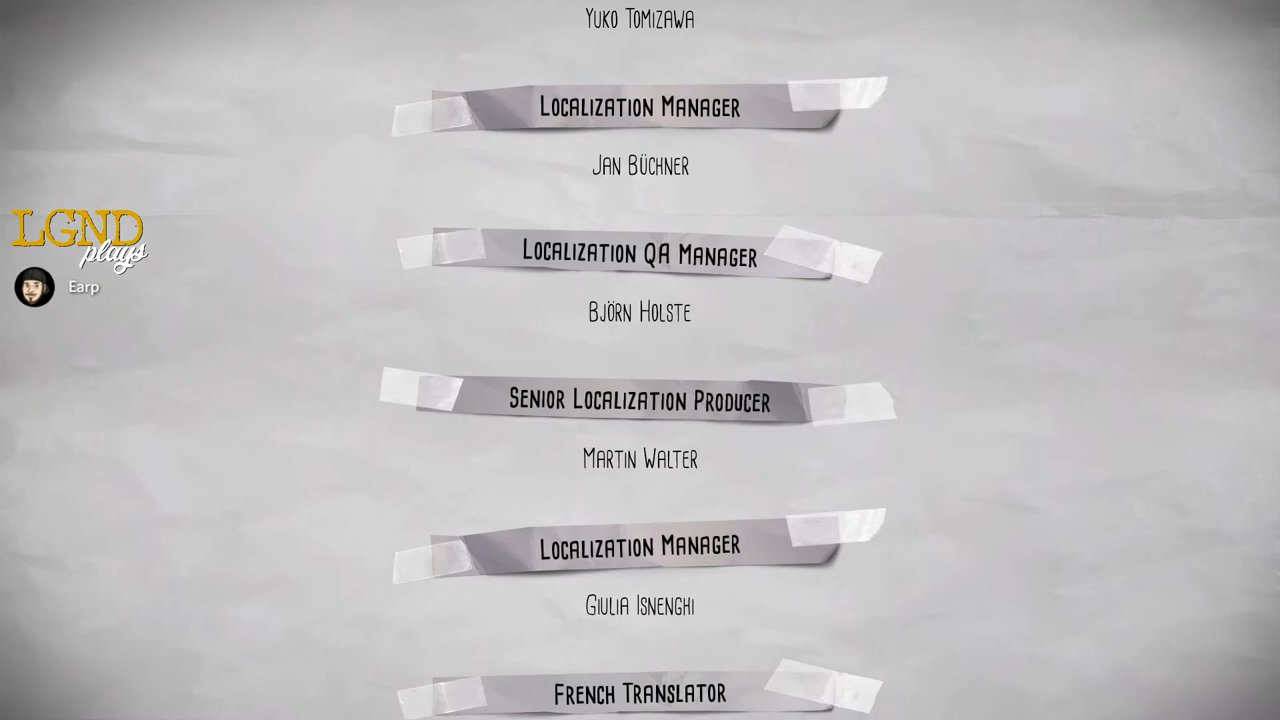 Yuko Tomizawa
Localization Manager
Jan Büchner
LGND
plays
Earp
Localization QA Manager
Björn Holste
Senior Localization Producer
Martin Walter
Localization Manager
Giulia Isnenghi
French Translator